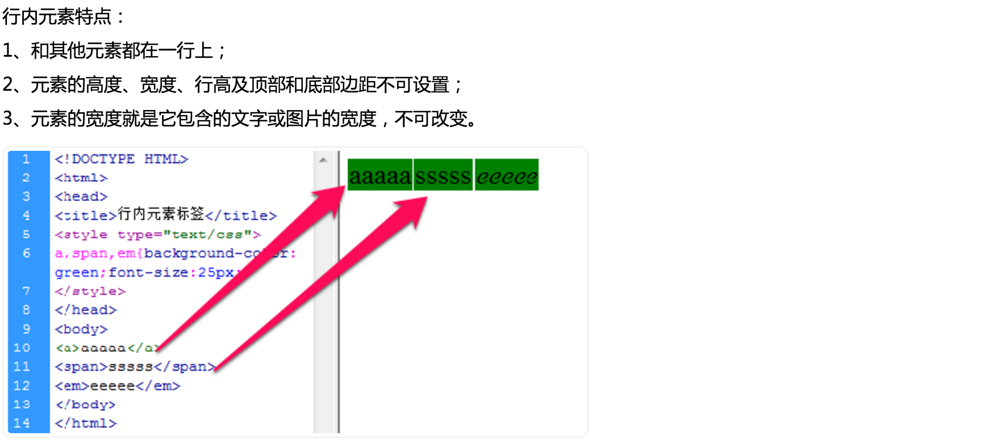 行内元素特点：
1、和其他元素都在一行上；
2、元素的高度、宽度、行高及顶部和底部边距不可设置；
3、元素的宽度就是它包含的文字或图片的宽度，不可改变。
1 <!DOCTYPE HTML>
2 <html>
3 <head>
4 <title>行内元素标签</title>
5 <style type="text/css">
6 a,span,em{background-color:
green;font-size:25px;
7 </style>
8 </head>
9 <body>
10 <a>aaaaa</a>
11 <span>sssss</span>
12 <em>eeeee</em>
13 </body>
14 </html>
aaaaa sssss eeeee